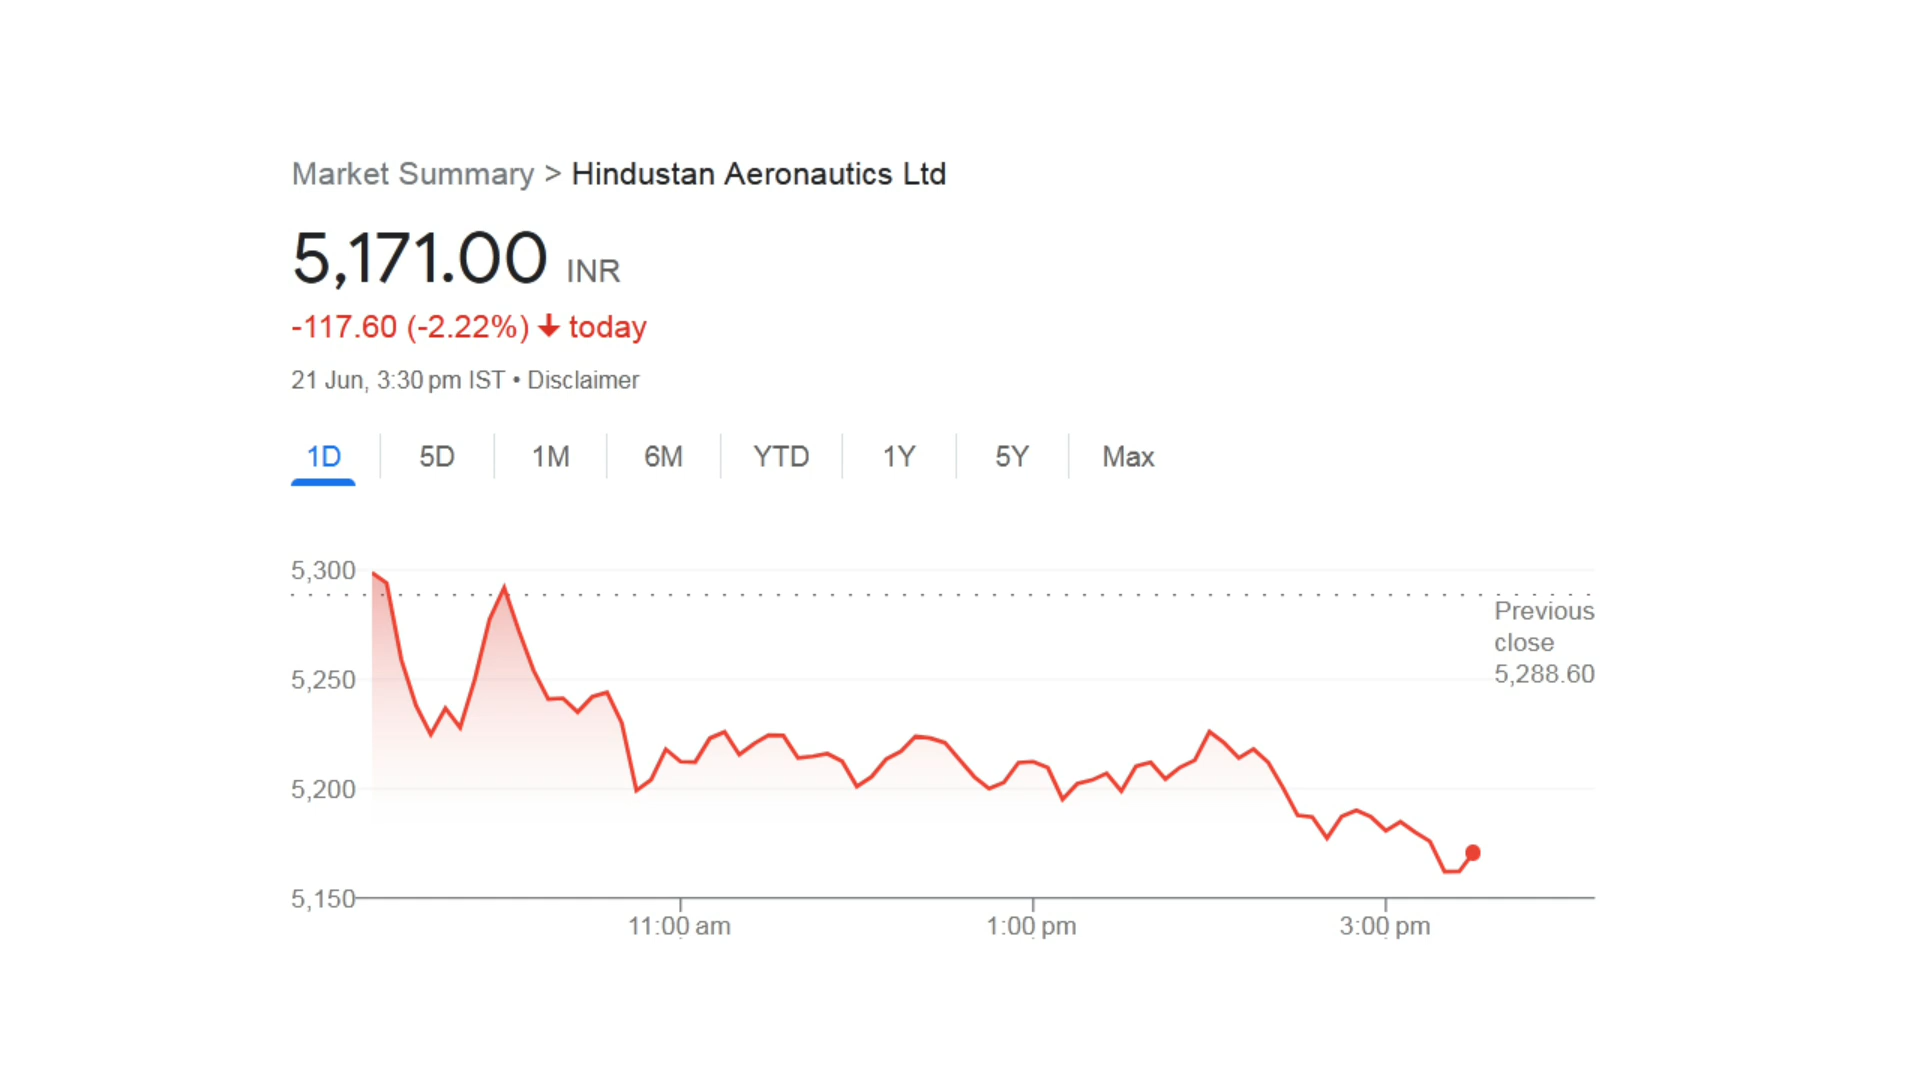 Market Summary > Hindustan Aeronautics Ltd
5,171.00 INR
-117.60 (-2.22%) ↓ today
21 Jun, 3:30 pm IST • Disclaimer
1D 5D 1M 6M YTD 1Y 5Y Max
5,300
Previous
close
5,288.60
5,250
5,200
5,150
11:00 am 1:00 pm 3:00 pm